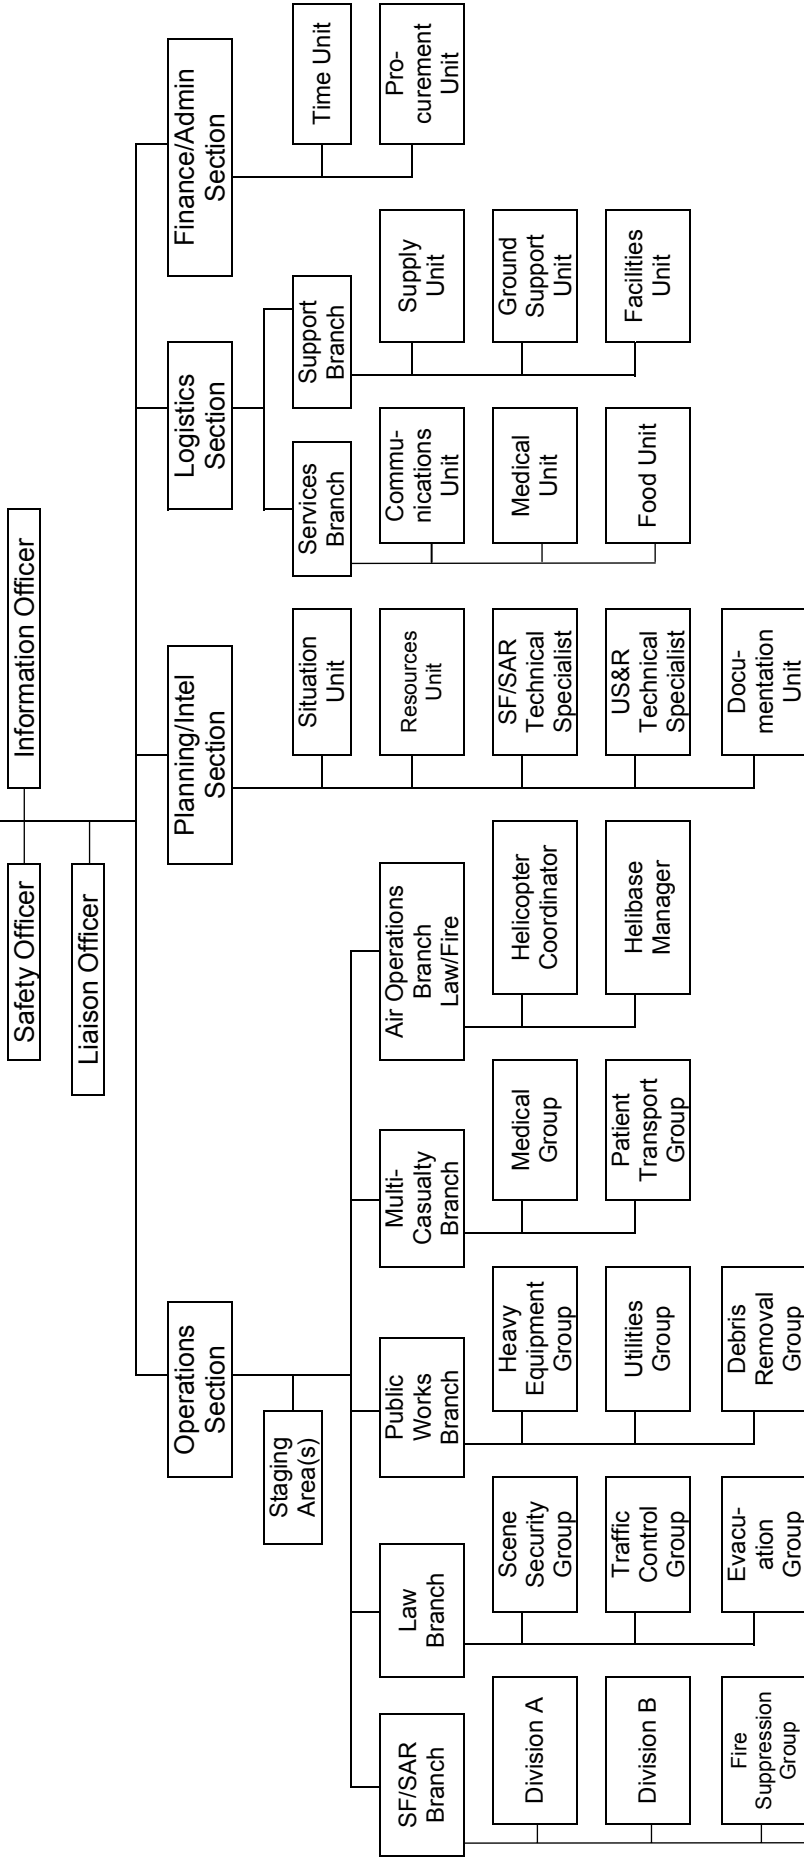 Safety Officer
Information Officer
Liaison Officer
Operations
Section
Planning/Intel
Section
Logistics
Section
Finance/Admin
Section
Staging
Area(s)
Situation
Unit
Services
Branch
Support
Branch
Time Unit
SF/SAR
Branch
Law
Branch
Public
Works
Branch
Multi-
Casualty
Branch
Air Operations
Branch
Law/Fire
Resources
Unit
Commu-
nications
Unit
Supply
Unit
Pro-
curement
Unit
Division A
Scene
Security
Group
Heavy
Equipment
Group
Medical
Group
Helicopter
Coordinator
SF/SAR
Technical
Specialist
Medical
Unit
Ground
Support
Unit
Division B
Traffic
Control
Group
Utilities
Group
Patient
Transport
Group
Helibase
Manager
US&R
Technical
Specialist
Food Unit
Facilities
Unit
Fire
Suppression
Group
Evacu-
ation
Group
Debris
Removal
Group
Docu-
mentation
Unit